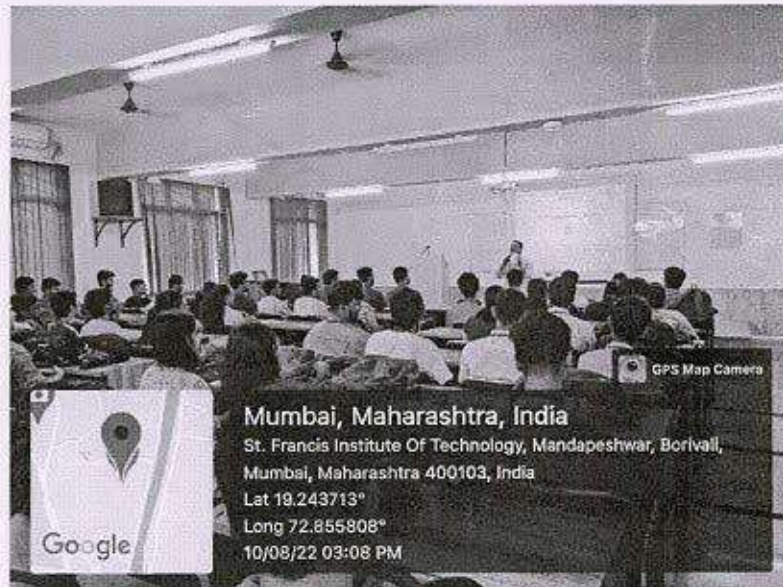 GPS Map Camera
Mumbai, Maharashtra, India
St. Francis Institute Of Technology, Mandapeshwar, Borivali,
Mumbai, Maharashtra 400103, India
Lat 19.243713°
Long 72.855808°
10/08/22 03:08 PM
Google